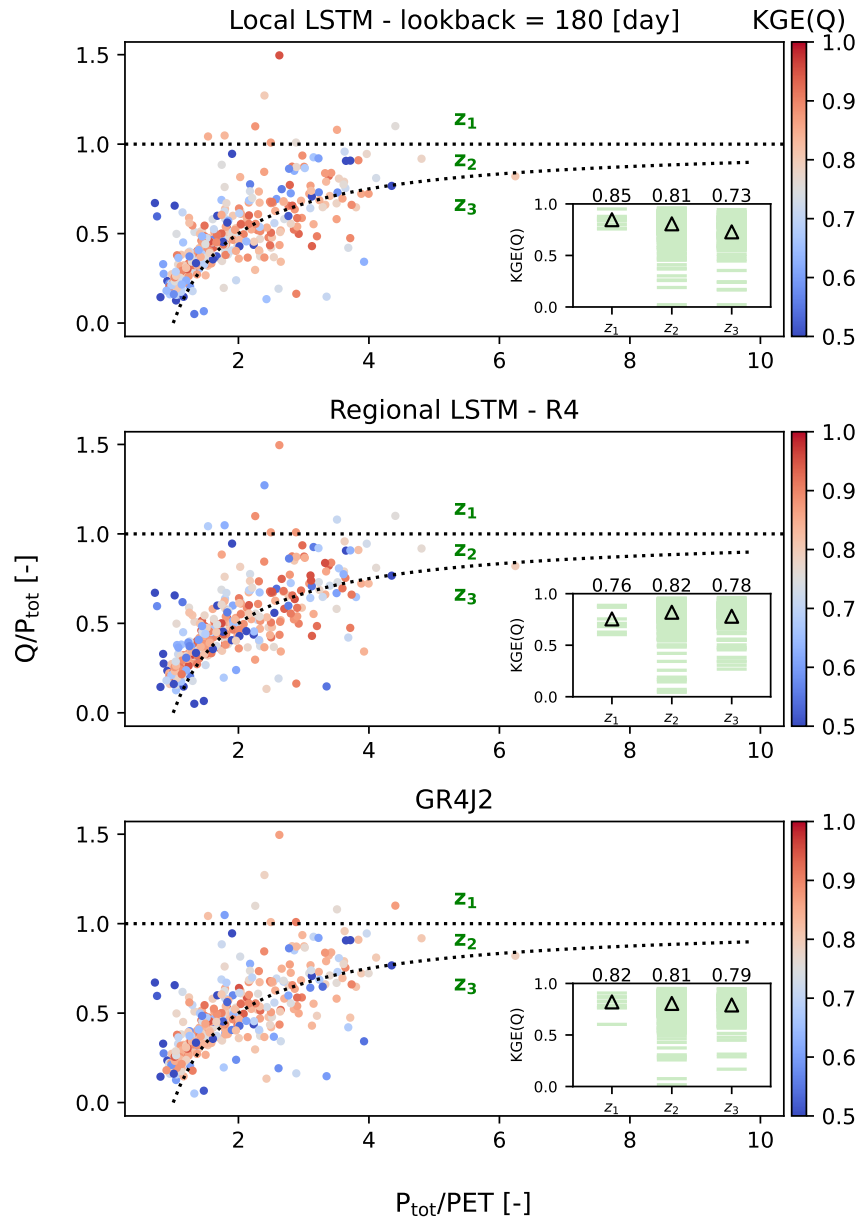 Local LSTM - lookback = 180 [day]
KGE(Q)
1.5
1.0
0.5
0.0
z1
z2
z3
0.85 0.81 0.73
KGE(Q)
1.0
0.5
0.0
z1 z2 z3
2 4 6 8 10
1.0
0.9
0.8
0.7
0.6
0.5
Regional LSTM - R4
Q/Ptot [-]
1.5
1.0
0.5
0.0
z1
z2
z3
0.76 0.82 0.78
KGE(Q)
1.0
0.5
0.0
z1 z2 z3
2 4 6 8 10
1.0
0.9
0.8
0.7
0.6
0.5
GR4J2
1.5
1.0
0.5
0.0
z1
z2
z3
0.82 0.81 0.79
KGE(Q)
1.0
0.5
0.0
z1 z2 z3
2 4 6 8 10
1.0
0.9
0.8
0.7
0.6
0.5
Ptot/PET [-]